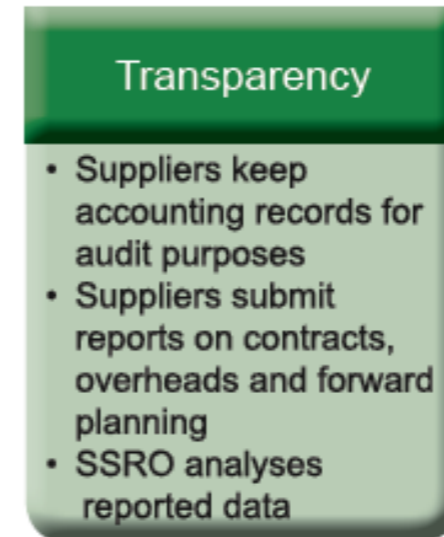 Transparency
• Suppliers keep
accounting records for
audit purposes
• Suppliers submit
reports on contracts,
overheads and forward
planning
• SSRO analyses
reported data